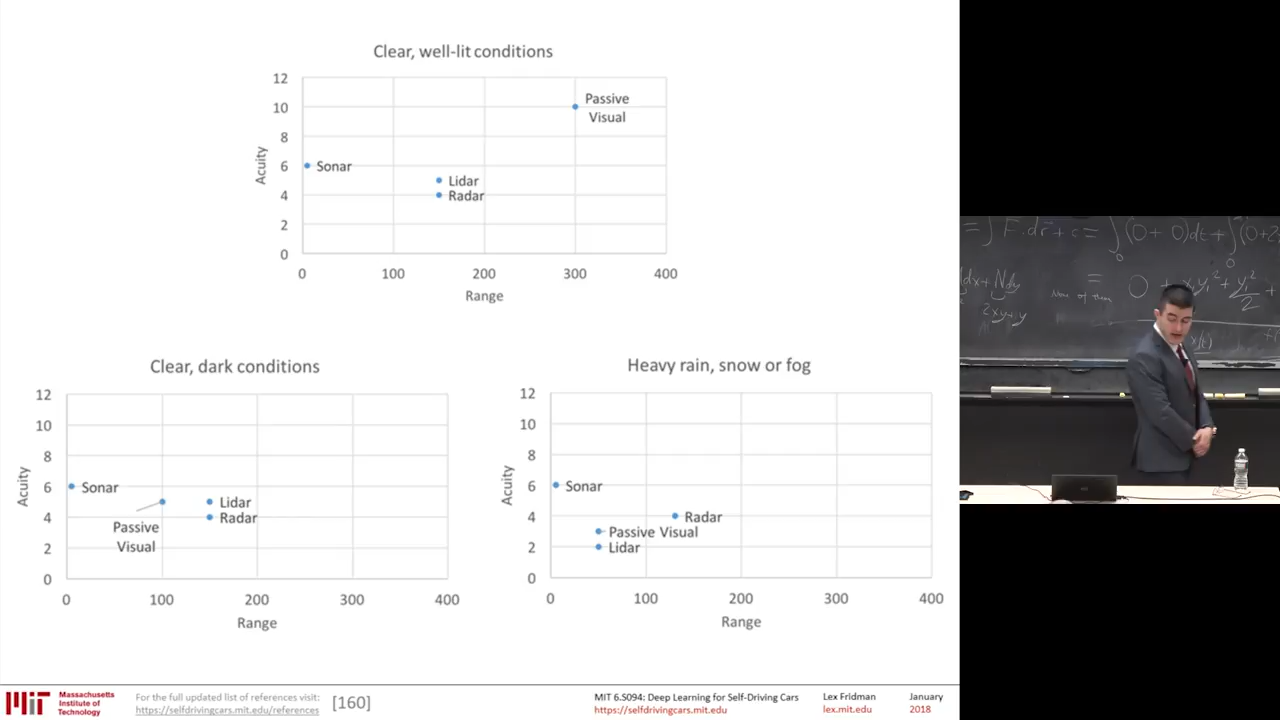 Clear, well-lit conditions
12
10
8
6
4
2
0
Acuity
Passive
Visual
Sonar
Lidar
Radar
0 100 200 300 400
Range
Clear, dark conditions
12
10
8
6
4
2
0
Acuity
Sonar
Passive
Visual
Lidar
Radar
0 100 200 300 400
Range
Heavy rain, snow or fog
12
10
8
6
4
2
0
Acuity
Sonar
Radar
Passive Visual
Lidar
0 100 200 300 400
Range
Massachusetts
Institute of
Technology
For the full updated list of references visit:
https://selfdrivingcars.mit.edu/references
[160]
MIT 6.S094: Deep Learning for Self-Driving Cars
https://selfdrivingcars.mit.edu
Lex Fridman
lex.mit.edu
January
2018